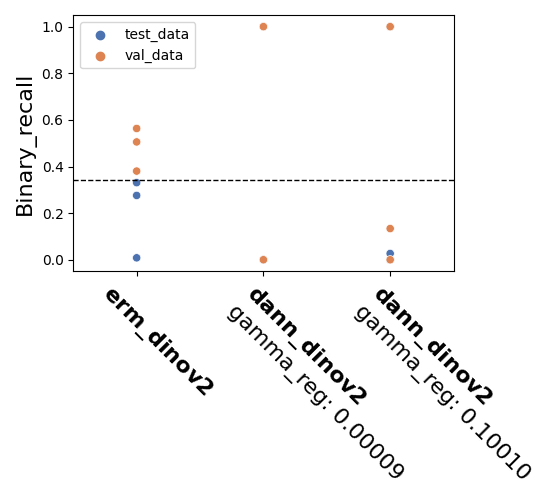 test_data
val_data
Binary_recall
1.0
0.8
0.6
0.4
0.2
0.0
erm_dinov2
dann_dinov2
gamma_reg: 0.00009
dann_dinov2
gamma_reg: 0.10010